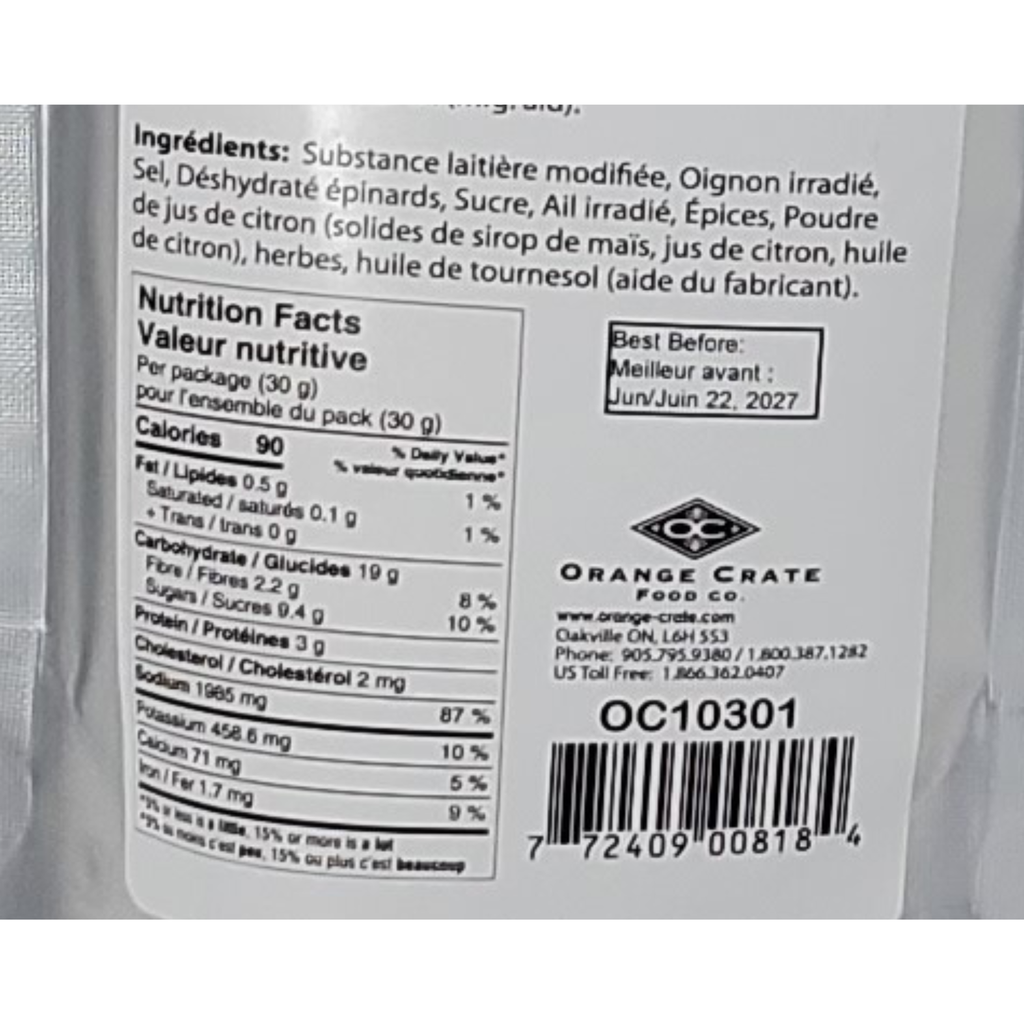 Ingrédients: Substance laitière modifiée, Oignon irradié,
Sel, Déshydraté épinards, Sucre, Ail irradié, Épices, Poudre
de jus de citron (solides de sirop de maïs, jus de citron, huile
de citron), herbes, huile de tournesol (aide du fabricant).
Nutrition Facts
Valeur nutritive
Per package (30 g)
pour l'ensemble du pack (30 g)
Calories 90
% Daily Value*
% valeur quotidienne*
Fat / Lipides 0.5 g 1 %
Saturated / saturés 0.1 g
+ Trans / trans 0 g 1 %
Carbohydrate / Glucides 19 g
Fibre / Fibres 2.2 g 8 %
Sugars / Sucres 9.4 g 10 %
Protein / Protéines 3 g
Cholesterol / Cholestérol 2 mg
Sodium 1985 mg 87 %
Potassium 458.6 mg 10 %
Calcium 71 mg 5 %
Iron / Fer 1.7 mg 9 %
*5% or less is a little, 15% or more is a lot
*5% ou moins c'est peu, 15% ou plus c'est beaucoup
Best Before:
Meilleur avant :
Jun/Juin 22, 2027
OC
ORANGE CRATE
FOOD CO.
www.orange-crate.com
Oakville ON, L6H 5S3
Phone: 905.795.9380 / 1.800.387.1282
US Toll Free: 1.866.362.0407
OC10301
7 72409 00818 4